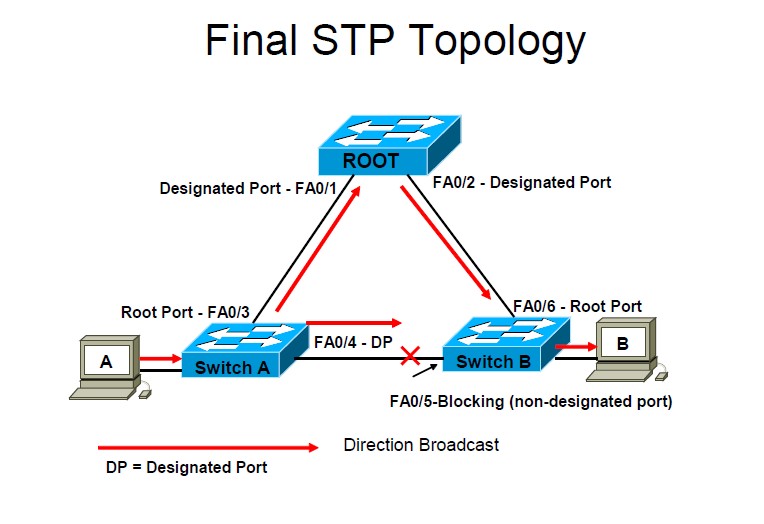 Final STP Topology
ROOT
Designated Port - FA0/1
FA0/2 - Designated Port
Root Port - FA0/3
FA0/6 - Root Port
A
Switch A
FA0/4 - DP
Switch B
B
FA0/5-Blocking (non-designated port)
Direction Broadcast
DP = Designated Port